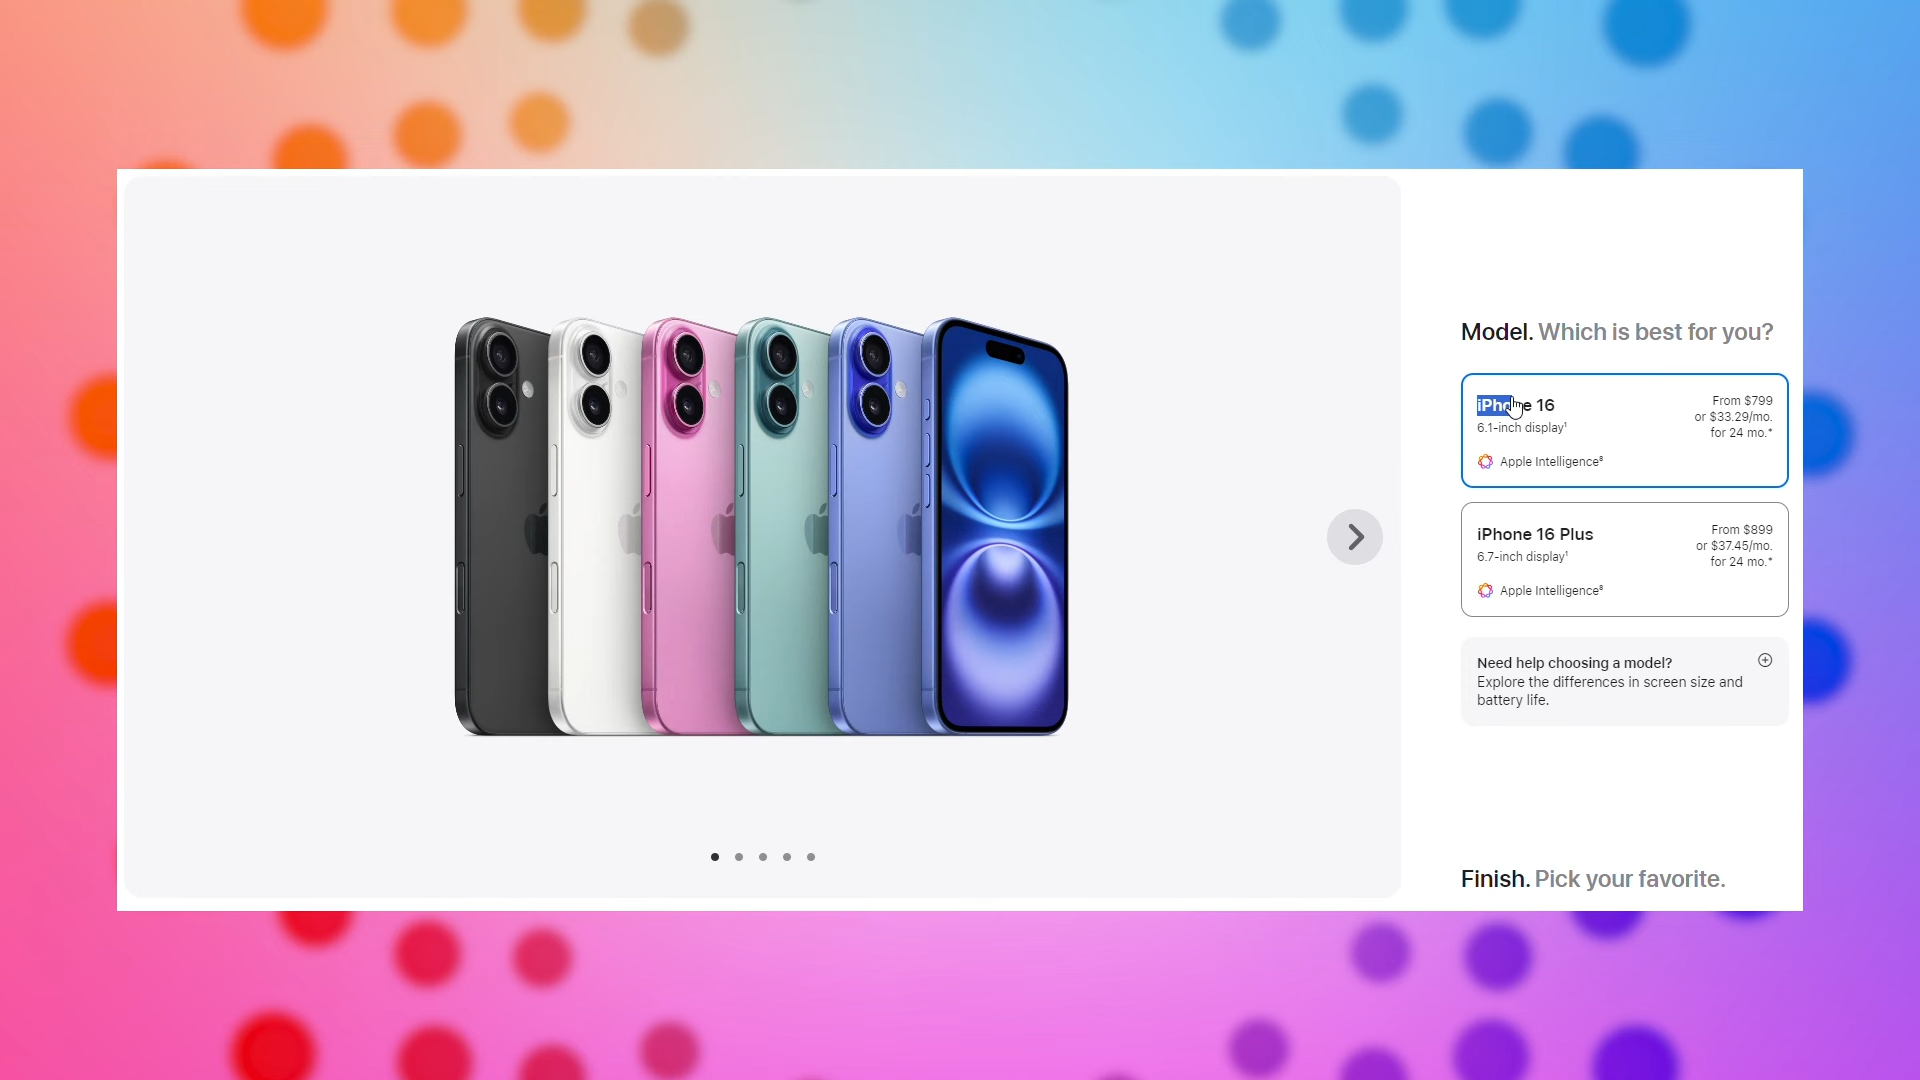 Model. Which is best for you?
iPhone 16
6.1-inch display¹
Apple Intelligence⁸
From $799
or $33.29/mo.
for 24 mo.*
iPhone 16 Plus
6.7-inch display¹
Apple Intelligence⁸
From $899
or $37.45/mo.
for 24 mo.*
Need help choosing a model?
Explore the differences in screen size and
battery life.
Finish. Pick your favorite.